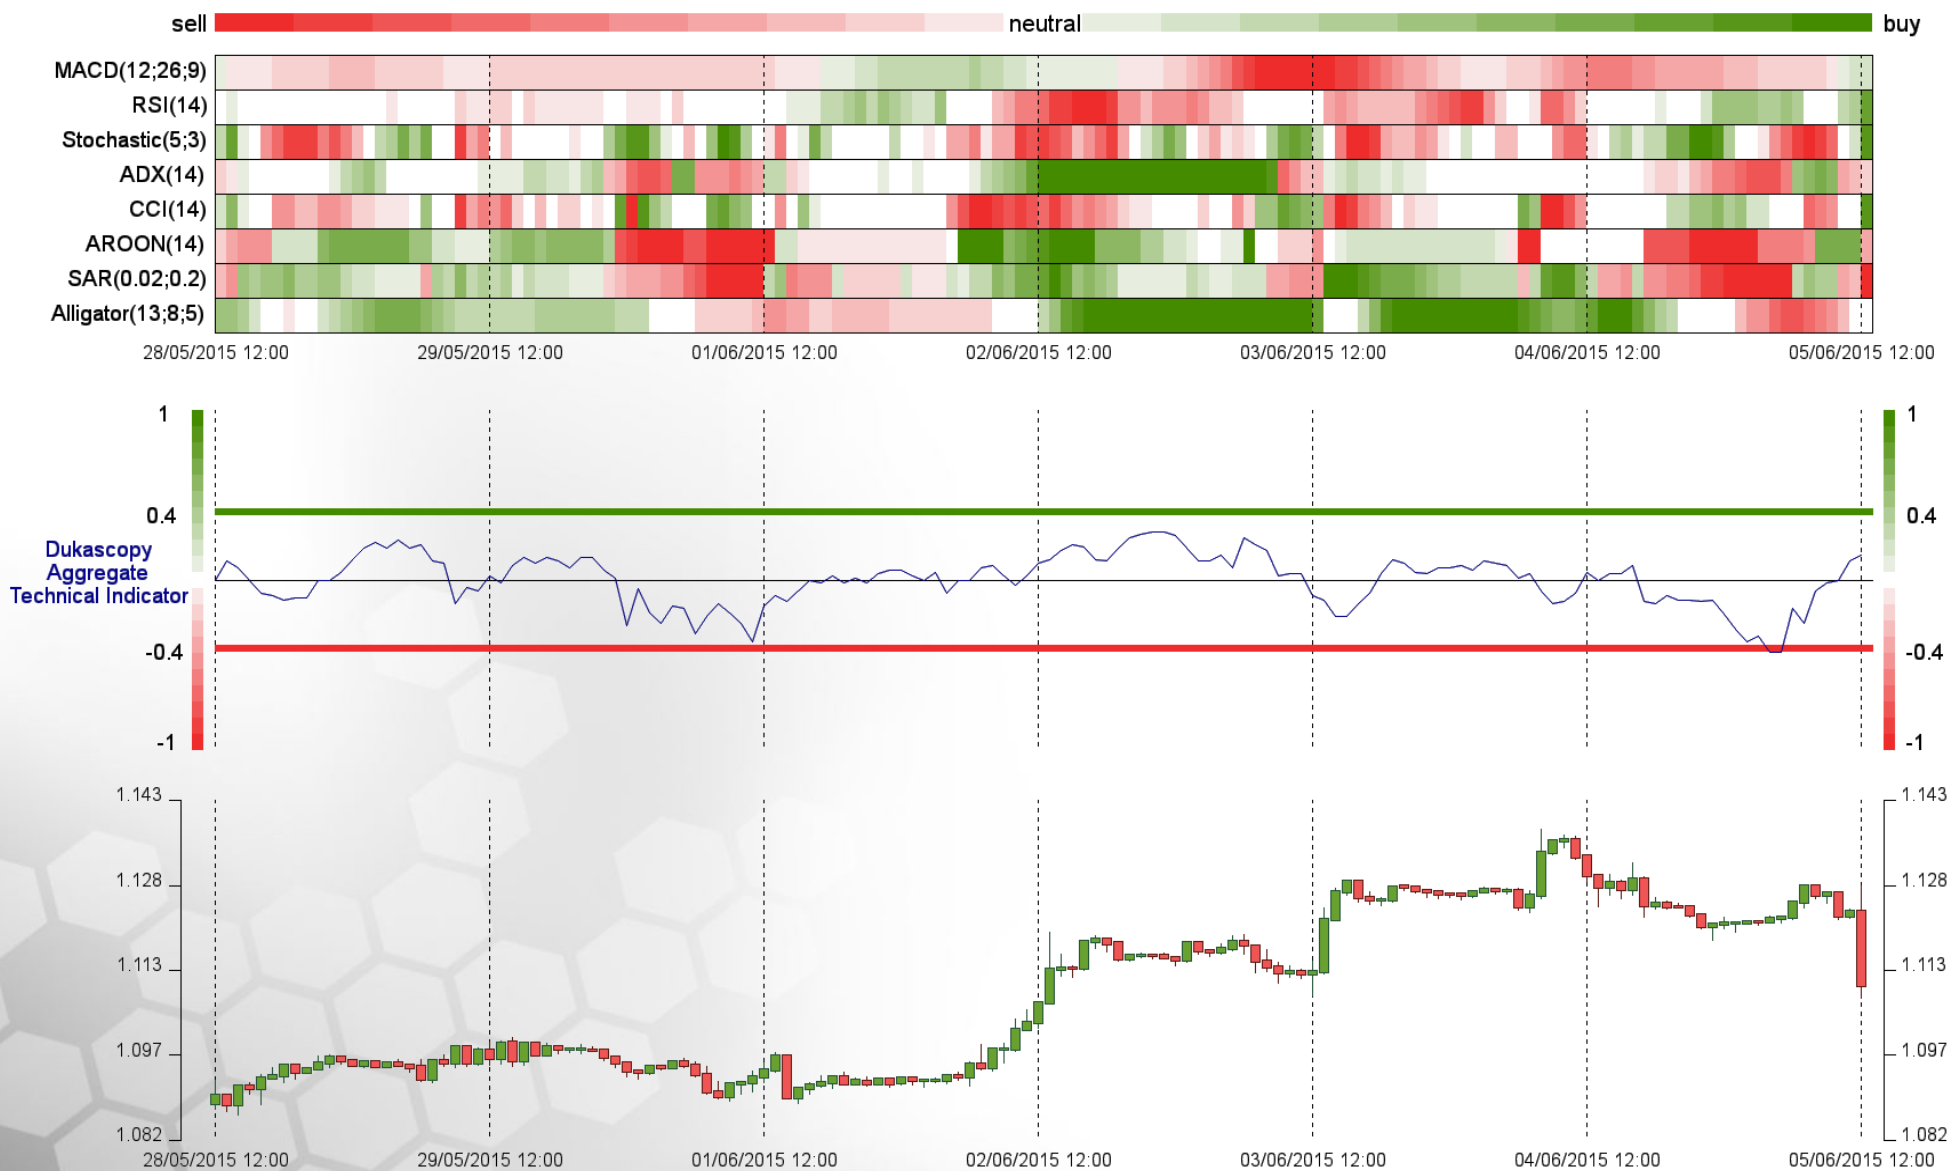 sell neutral buy
MACD(12;26;9)
RSI(14)
Stochastic(5;3)
ADX(14)
CCI(14)
AROON(14)
SAR(0.02;0.2)
Alligator(13;8;5)
28/05/2015 12:00 29/05/2015 12:00 01/06/2015 12:00 02/06/2015 12:00 03/06/2015 12:00 04/06/2015 12:00 05/06/2015 12:00
1 1
0.4 0.4
Dukascopy
Aggregate
Technical Indicator
-0.4 -0.4
-1 -1
1.143 1.143
1.128 1.128
1.113 1.113
1.097 1.097
1.082 1.082
28/05/2015 12:00 29/05/2015 12:00 01/06/2015 12:00 02/06/2015 12:00 03/06/2015 12:00 04/06/2015 12:00 05/06/2015 12:00